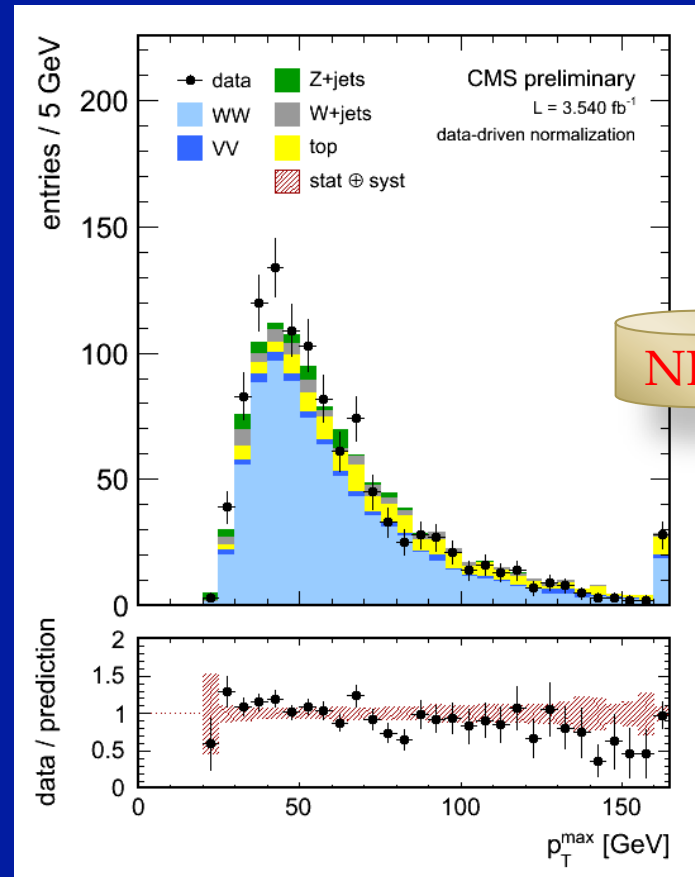 entries / 5 GeV
200
150
100
50
0
data
WW
VV
Z+jets
W+jets
top
stat ⊕ syst
CMS preliminary
L = 3.540 fb⁻¹
data-driven normalization
data / prediction
2
1.5
1
0.5
0
0
50
100
150
p_T^max [GeV]